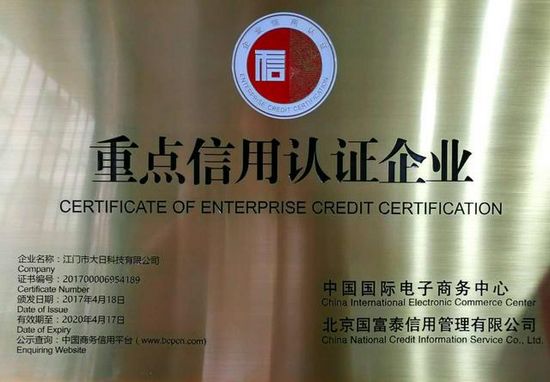 企业信用认证
信
ENTERPRISE CREDIT CERTIFICATION
重点信用认证企业
CERTIFICATE OF ENTERPRISE CREDIT CERTIFICATION
企业名称：江门市大日科技有限公司
Company
证书编号：201700006954189
Certificate Number
颁发日期：2017年4月18日
Date of Issue
有效期至：2020年4月17日
Date of Expiry
公示查询：中国商务信用平台（www.bcpcn.com）
Enquiring Website
中国国际电子商务中心
China International Electronic Commerce Center
北京国富泰信用管理有限公司
China National Credit Information Service Co., Ltd.